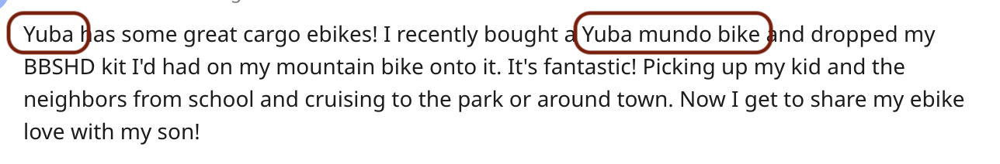 Yuba has some great cargo ebikes! I recently bought a Yuba mundo bike and dropped my
BBSHD kit I'd had on my mountain bike onto it. It's fantastic! Picking up my kid and the
neighbors from school and cruising to the park or around town. Now I get to share my ebike
love with my son!